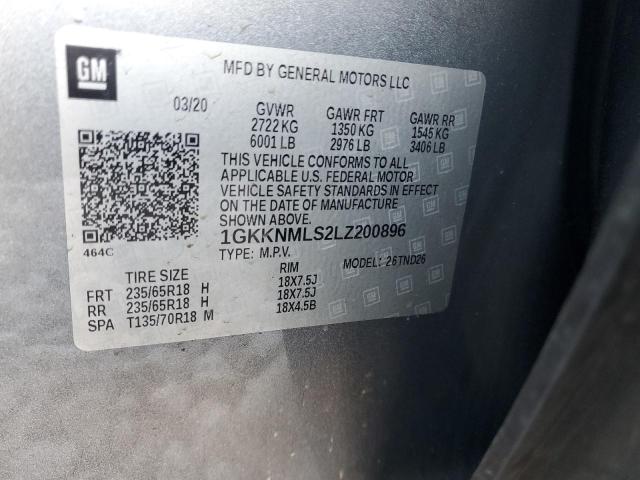 GM
MFD BY GENERAL MOTORS LLC
03/20 GVWR GAWR FRT GAWR RR
2722 KG 1350 KG 1545 KG
6001 LB 2976 LB 3406 LB
THIS VEHICLE CONFORMS TO ALL
APPLICABLE U.S. FEDERAL MOTOR
VEHICLE SAFETY STANDARDS IN EFFECT
ON THE DATE OF MANUFACTURE
SHOWN ABOVE.
464C 1GKKNMLS2LZ200896
TYPE: M.P.V. MODEL: 26TND26
TIRE SIZE RIM
FRT 235/65R18 H 18X7.5J
RR 235/65R18 H 18X7.5J
SPA T135/70R18 M 18X4.5B